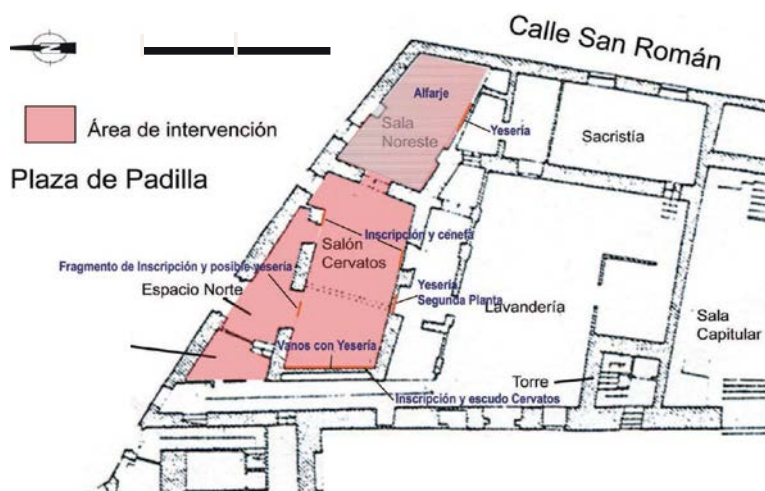 Calle San Román
Alfarje
Área de intervención
Sala
Noreste
Yesería
Sacristía
Plaza de Padilla
Inscripción y cenefa
Salón
Cervatos
Fragmento de Inscripción y posible yesería
Espacio Norte
Yesería
Segunda Planta
Lavandería
Sala
Capitular
Vanos con Yesería
Torre
Inscripción y escudo Cervatos